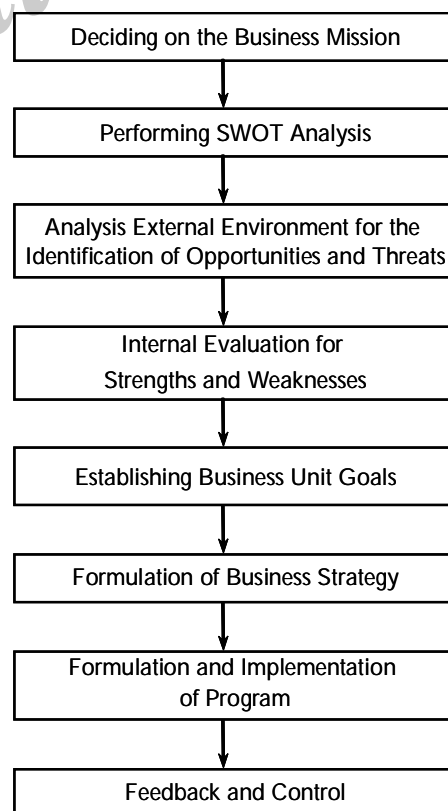 Deciding on the Business Mission
Performing SWOT Analysis
Analysis External Environment for the
Identification of Opportunities and Threats
Internal Evaluation for
Strengths and Weaknesses
Establishing Business Unit Goals
Formulation of Business Strategy
Formulation and Implementation
of Program
Feedback and Control